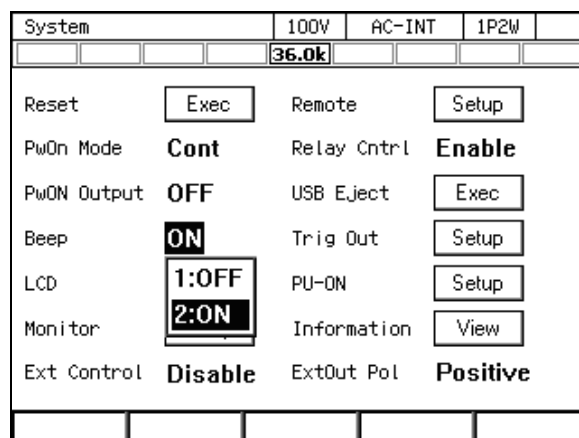 System 100V AC-INT 1P2W
36.0k
Reset Exec Remote Setup
PwOn Mode Cont Relay Cntrl Enable
PwON Output OFF USB Eject Exec
Beep ON Trig Out Setup
LCD 1:OFF PU-ON Setup
2:ON
Monitor Information View
Ext Control Disable ExtOut Pol Positive